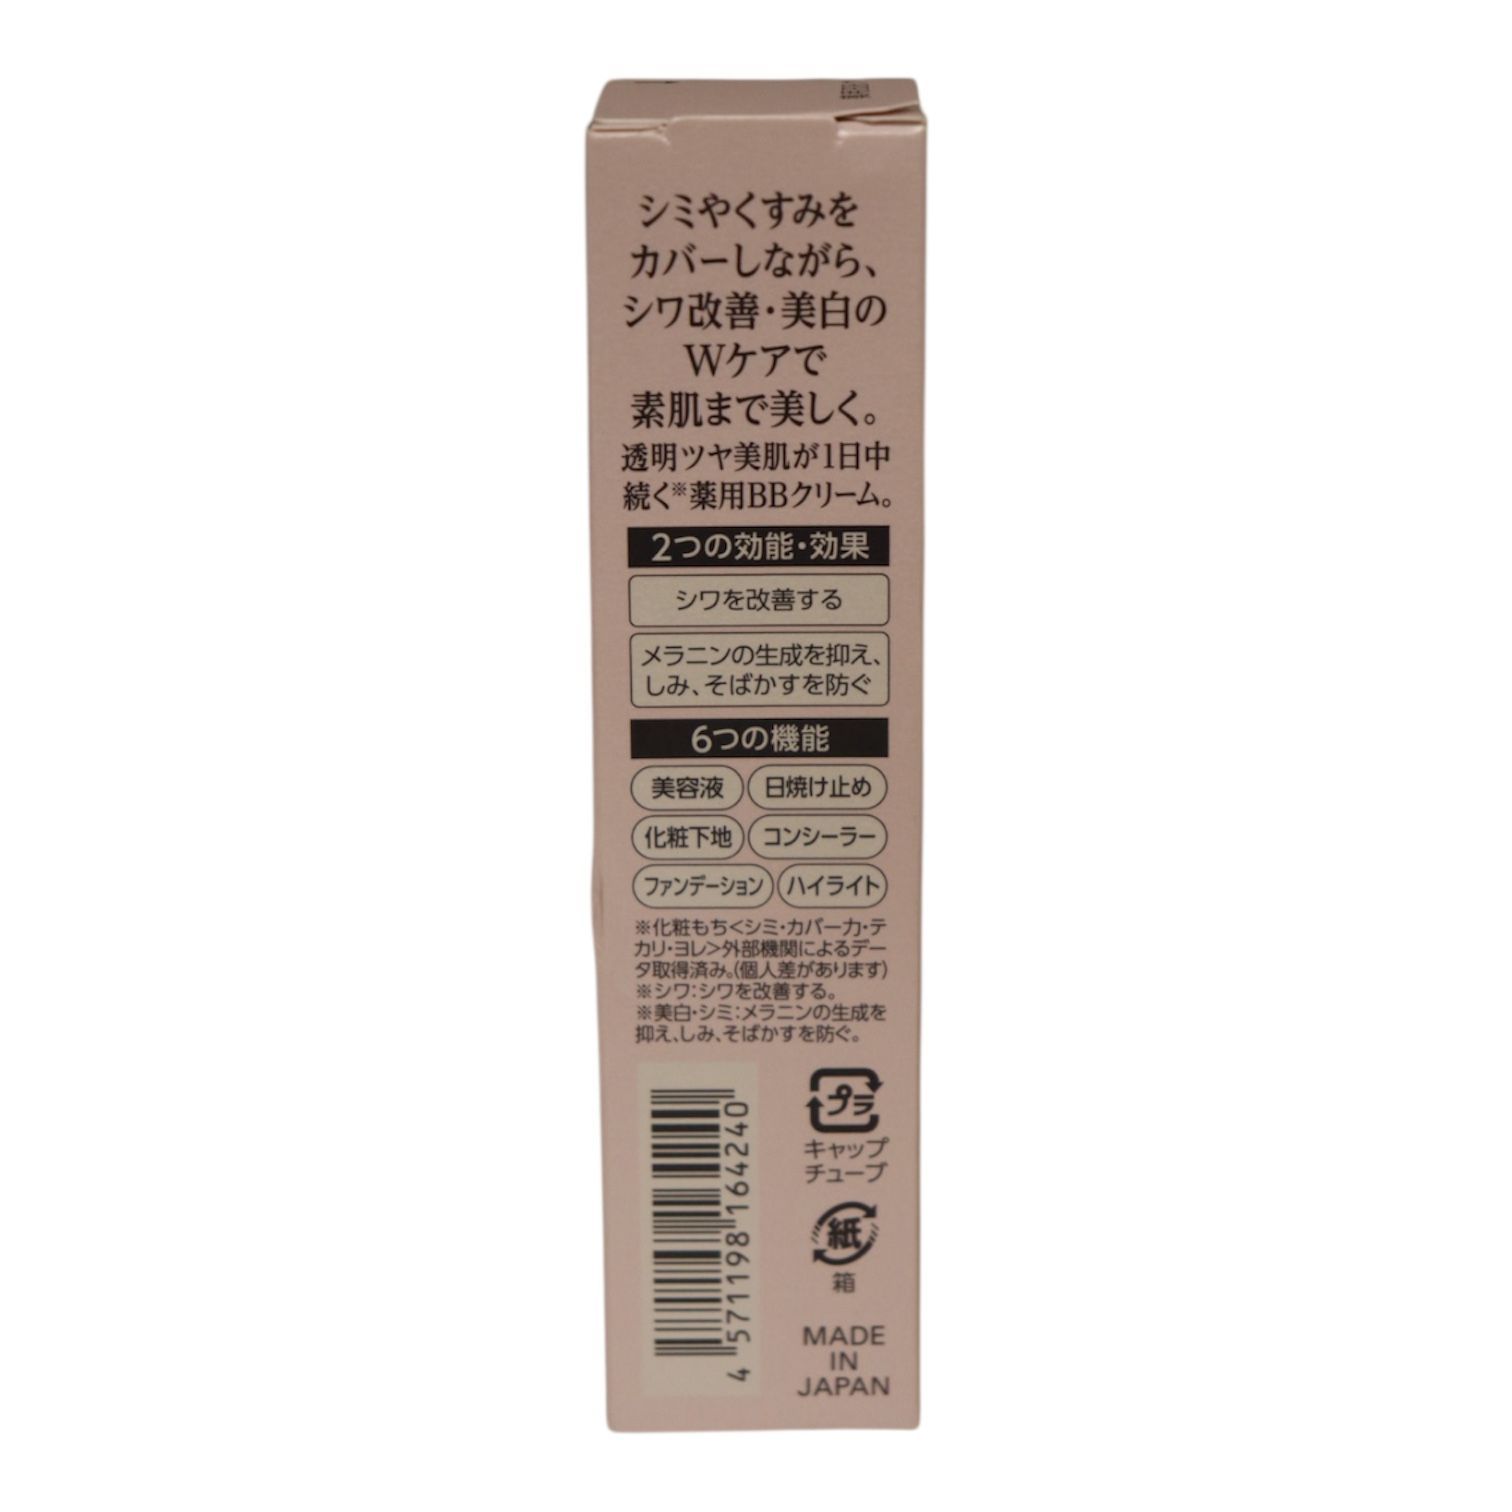 シミやくすみを
カバーしながら、
シワ改善・美白の
Wケアで
素肌まで美しく。
透明ツヤ美肌が1日中
続く※薬用BBクリーム。
2つの効能・効果
シワを改善する
メラニンの生成を抑え、
しみ、そばかすを防ぐ
6つの機能
美容液 日焼け止め
化粧下地 コンシーラー
ファンデーション ハイライト
※化粧もち<シミ・カバー力・テ
カリ・ヨレ>外部機関によるデー
タ取得済み。(個人差があります)
※シワ:シワを改善する。
※美白・シミ:メラニンの生成を
抑え、しみ、そばかすを防ぐ。
4 571198 164240
プラ
キャップ
チューブ
紙
箱
MADE
IN
JAPAN